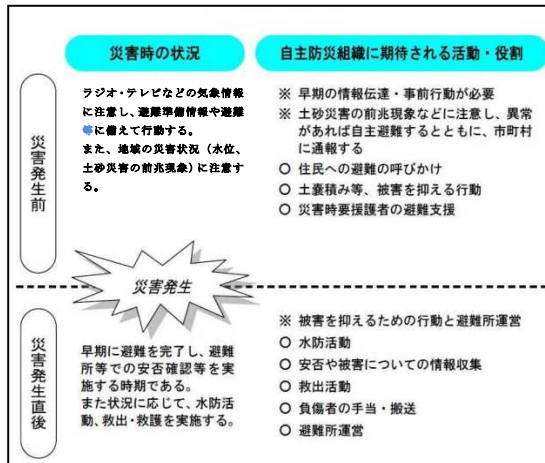 災害時の状況
自主防災組織に期待される活動・役割
災害発生前
ラジオ・テレビなどの気象情報
に注意し、避難準備情報や避難
等に備えて行動する。
また、地域の災害状況（水位、
土砂災害の前兆現象）に注意す
る。
※ 早期の情報伝達・事前行動が必要
※ 土砂災害の前兆現象などに注意し、異常
があれば自主避難するとともに、市町村
に通報する
○ 住民への避難の呼びかけ
○ 土嚢積み等、被害を抑える行動
○ 災害時要援護者の避難支援
災害発生
災害発生直後
早期に避難を完了し、避難
所等での安否確認等を実
施する時期である。
また状況に応じて、水防活
動、救出・救護を実施する。
※ 被害を抑えるための行動と避難所運営
○ 水防活動
○ 安否や被害についての情報収集
○ 救出活動
○ 負傷者の手当・搬送
○ 避難所運営